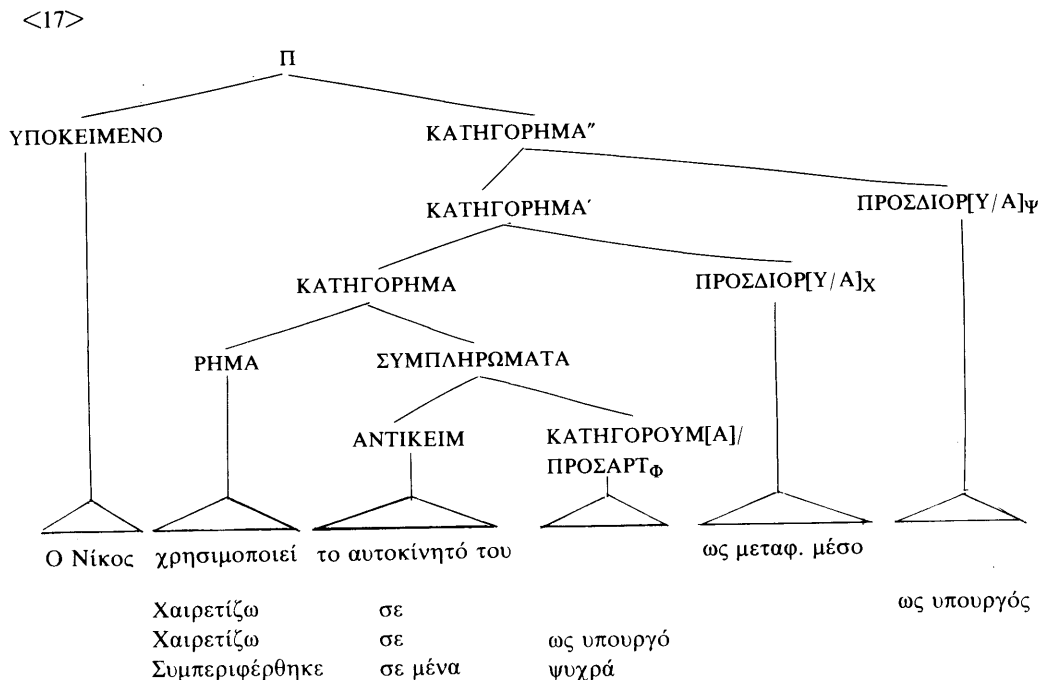 <17>
Π
ΥΠΟΚΕΙΜΕΝΟ ΚΑΤΗΓΟΡΗΜΑ″
ΚΑΤΗΓΟΡΗΜΑ′ ΠΡΟΣΔΙΟΡ[Υ/Α]Ψ
ΚΑΤΗΓΟΡΗΜΑ ΠΡΟΣΔΙΟΡ[Υ/Α]Χ
ΡΗΜΑ ΣΥΜΠΛΗΡΩΜΑΤΑ
ΑΝΤΙΚΕΙΜ ΚΑΤΗΓΟΡΟΥΜ[Α]/
ΠΡΟΣΑΡΤΦ
Ο Νίκος χρησιμοποιεί το αυτοκίνητό του ως μεταφ. μέσο
Χαιρετίζω σε ως υπουργός
Χαιρετίζω σε ως υπουργό
Συμπεριφέρθηκε σε μένα ψυχρά